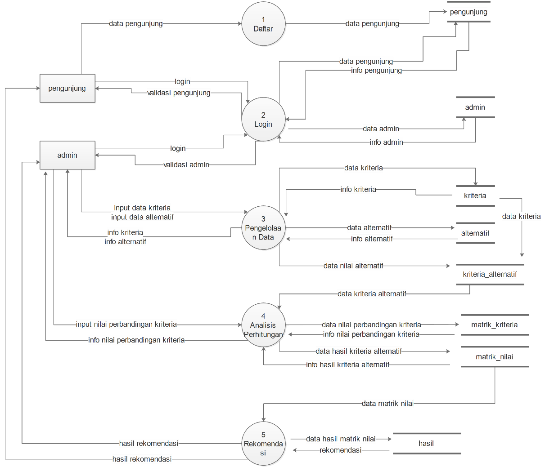 1
Daftar
data pengunjung
data pengunjung
pengunjung
data pengunjung
info pengunjung
pengunjung
login
validasi pengunjung
2
Login
admin
data admin
info admin
admin
login
validasi admin
data kriteria
info kriteria
kriteria
data kriteria
input data kriteria
input data alternatif
info kriteria
info alternatif
3
Pengelolaa
n Data
data alternatif
info alternatif
alternatif
data nilai alternatif
kriteria_alternatif
data kriteria alternatif
4
Analisis
Perhitungan
input nilai perbandingan kriteria
info nilai perbandingan kriteria
data nilai perbandingan kriteria
info nilai perbandingan kriteria
matrik_kriteria
data hasil kriteria alternatif
info hasil kriteria alternatif
matrik_nilai
data matrik nilai
5
Rekomenda
si
hasil rekomendasi
hasil rekomendasi
data hasil matrik nilai
rekomendasi
hasil